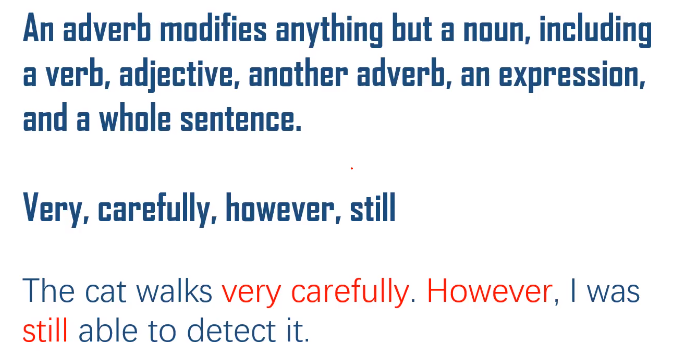 An adverb modifies anything but a noun, including
a verb, adjective, another adverb, an expression,
and a whole sentence.
Very, carefully, however, still
The cat walks very carefully. However, I was
still able to detect it.